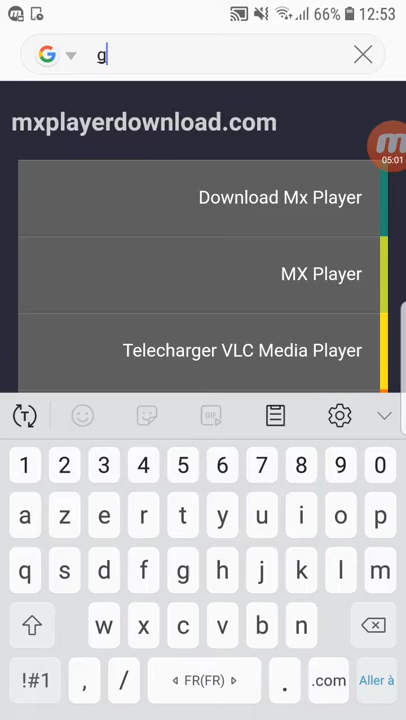 66% 12:53
g
mxplayerdownload.com
05:01
Download Mx Player
MX Player
Telecharger VLC Media Player
GIF
1 2 3 4 5 6 7 8 9 0
a z e r t y u i o p
q s d f g h j k l m
w x c v b n
!#1 , / FR(FR) . .com Aller à